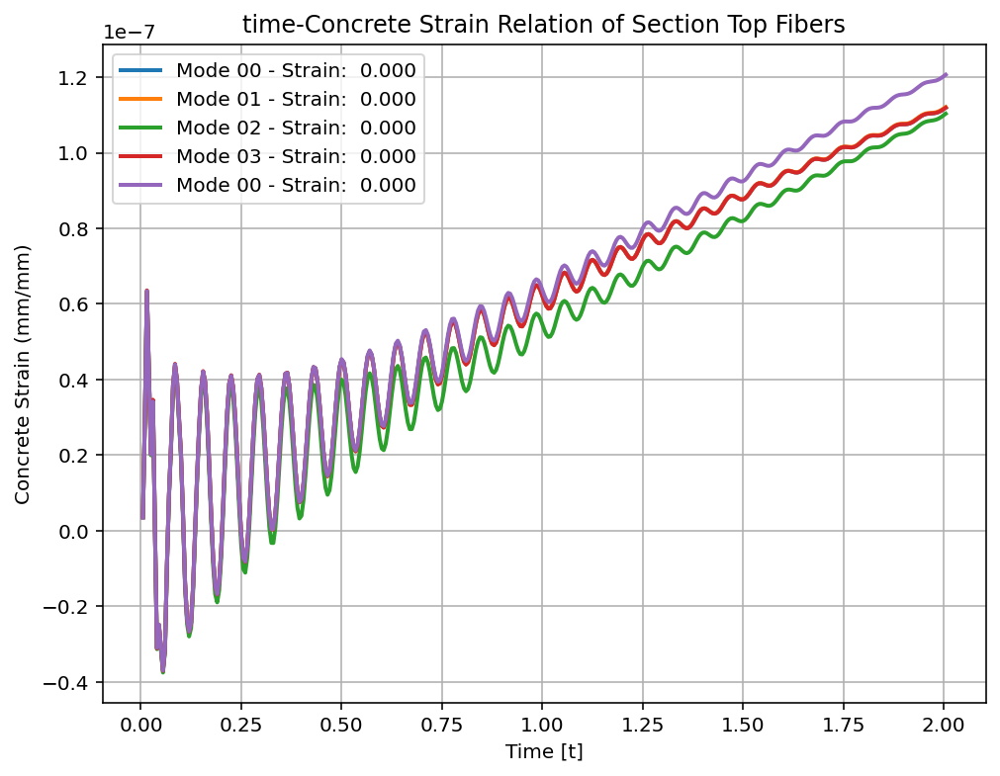 time-Concrete Strain Relation of Section Top Fibers
1e−7
Mode 00 - Strain:  0.000
Mode 01 - Strain:  0.000
Mode 02 - Strain:  0.000
Mode 03 - Strain:  0.000
Mode 00 - Strain:  0.000
Concrete Strain (mm/mm)
1.2
1.0
0.8
0.6
0.4
0.2
0.0
−0.2
−0.4
0.00 0.25 0.50 0.75 1.00 1.25 1.50 1.75 2.00
Time [t]